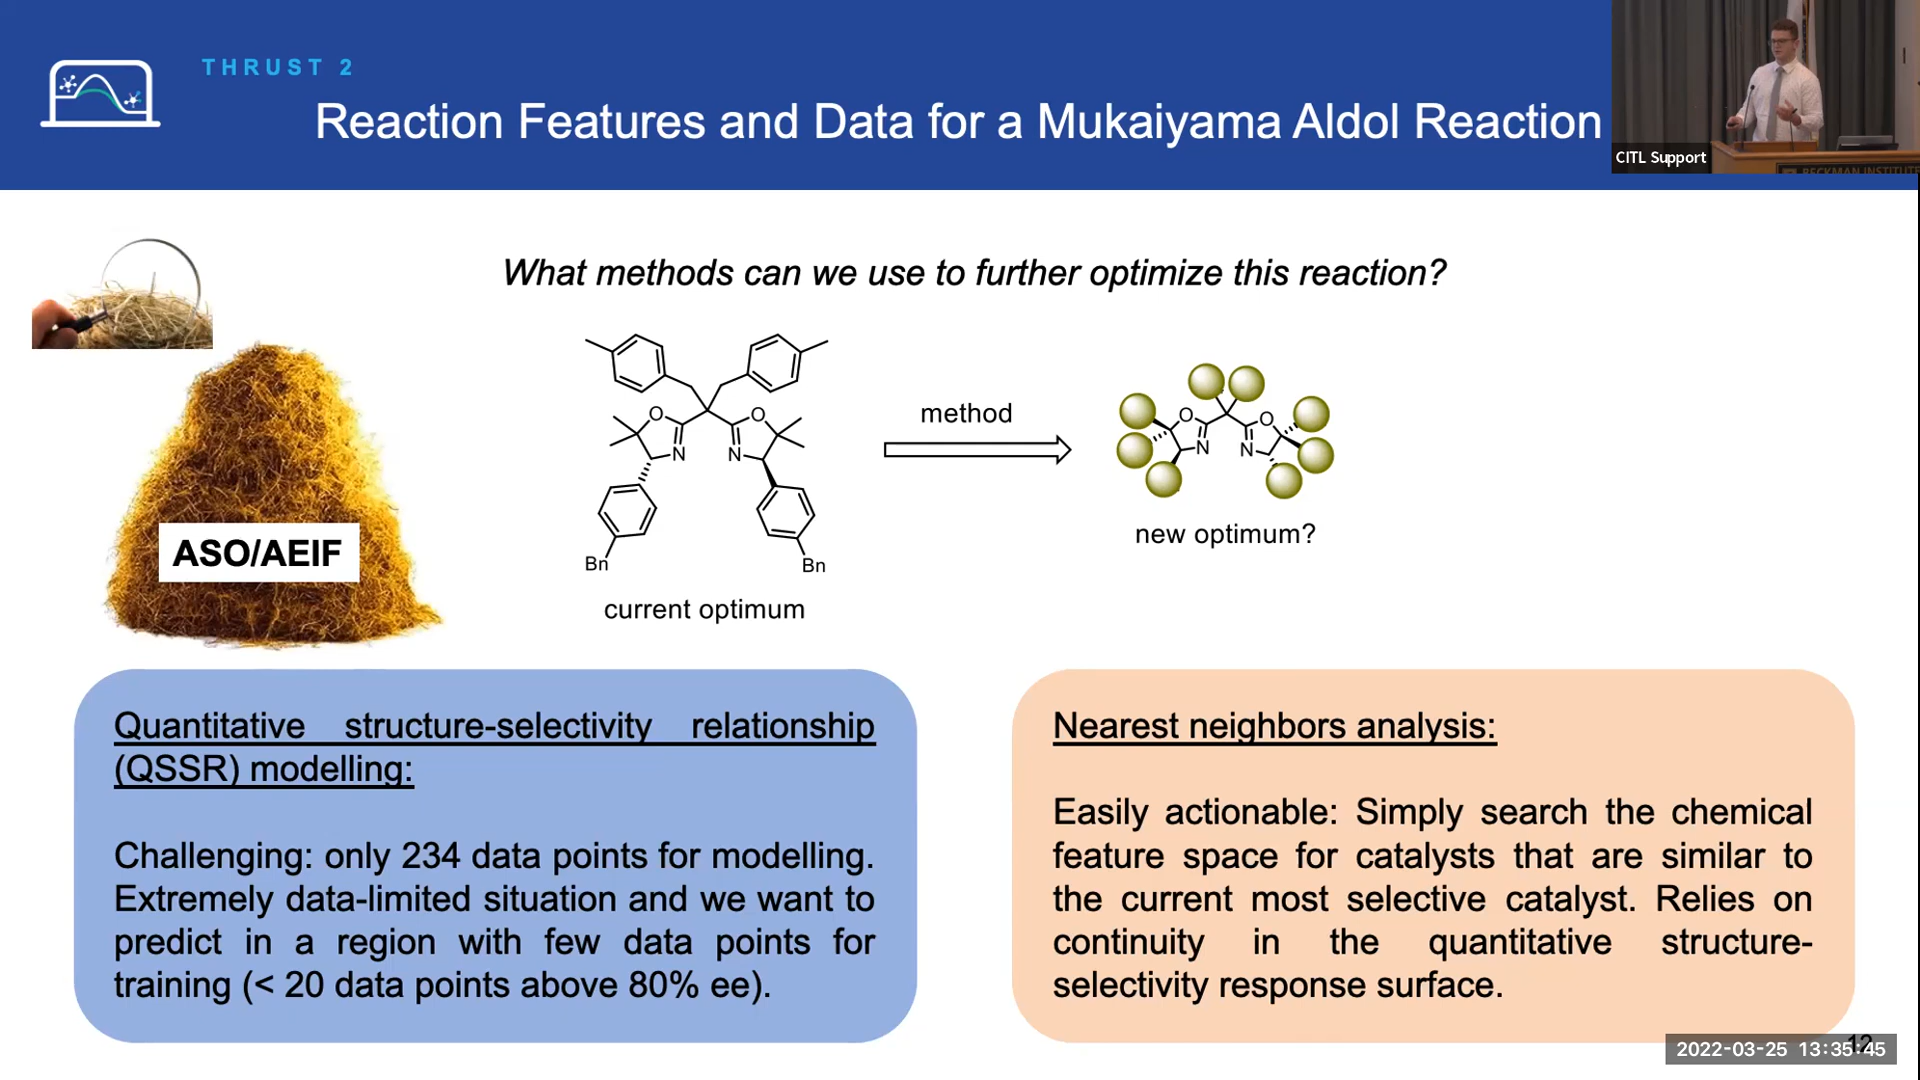 THRUST 2
Reaction Features and Data for a Mukaiyama Aldol Reaction
CITL Support
BECKMAN INSTITUTE
What methods can we use to further optimize this reaction?
O
O
N
N
Bn
Bn
current optimum
method
O
O
N
N
new optimum?
ASO/AEIF
Quantitative structure-selectivity relationship
(QSSR) modelling:
Challenging: only 234 data points for modelling.
Extremely data-limited situation and we want to
predict in a region with few data points for
training (< 20 data points above 80% ee).
Nearest neighbors analysis:
Easily actionable: Simply search the chemical
feature space for catalysts that are similar to
the current most selective catalyst. Relies on
continuity in the quantitative structure-
selectivity response surface.
12
2022-03-25 13:35:45